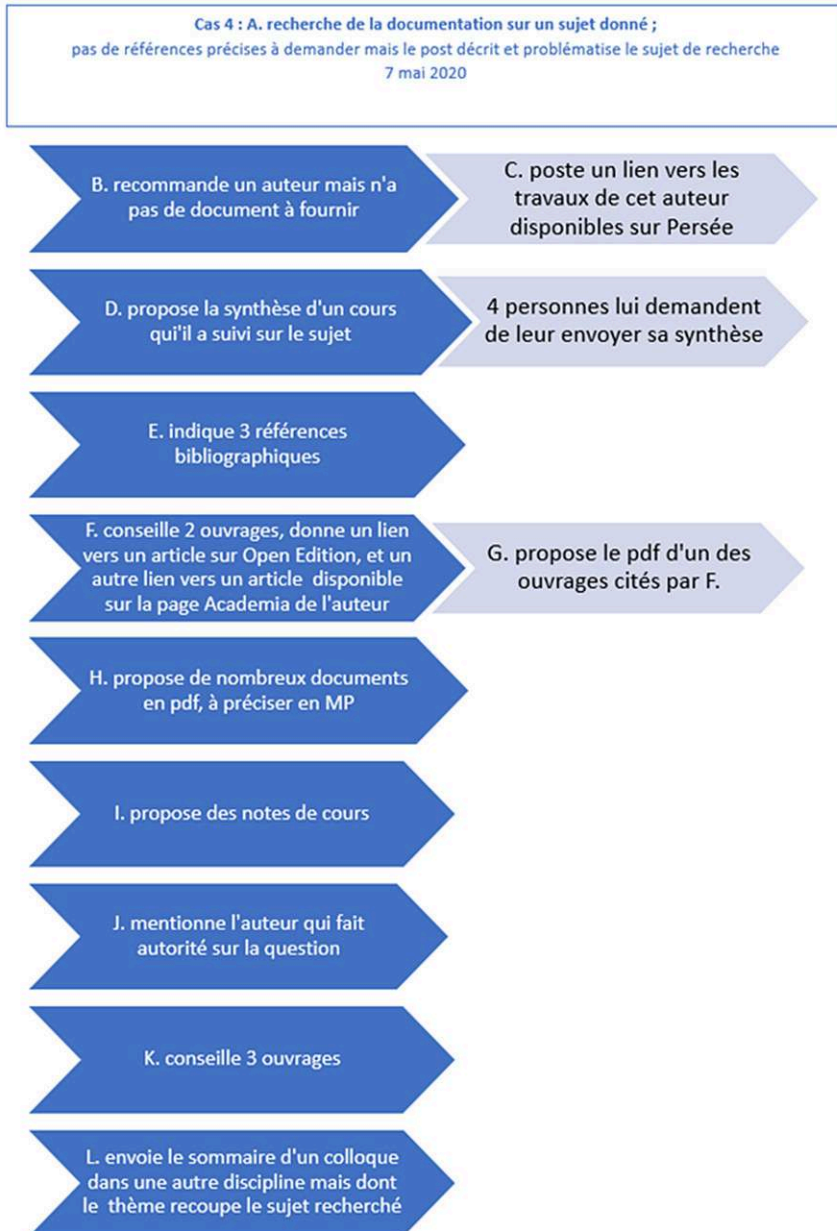 Cas 4 : A. recherche de la documentation sur un sujet donné ;
pas de références précises à demander mais le post décrit et problématise le sujet de recherche
7 mai 2020
B. recommande un auteur mais n'a
pas de document à fournir
C. poste un lien vers les
travaux de cet auteur
disponibles sur Persée
D. propose la synthèse d'un cours
qu'il a suivi sur le sujet
4 personnes lui demandent
de leur envoyer sa synthèse
E. indique 3 références
bibliographiques
F. conseille 2 ouvrages, donne un lien
vers un article sur Open Edition, et un
autre lien vers un article disponible
sur la page Academia de l'auteur
G. propose le pdf d'un des
ouvrages cités par F.
H. propose de nombreux documents
en pdf, à préciser en MP
I. propose des notes de cours
J. mentionne l'auteur qui fait
autorité sur la question
K. conseille 3 ouvrages
L. envoie le sommaire d'un colloque
dans une autre discipline mais dont
le thème recoupe le sujet recherché